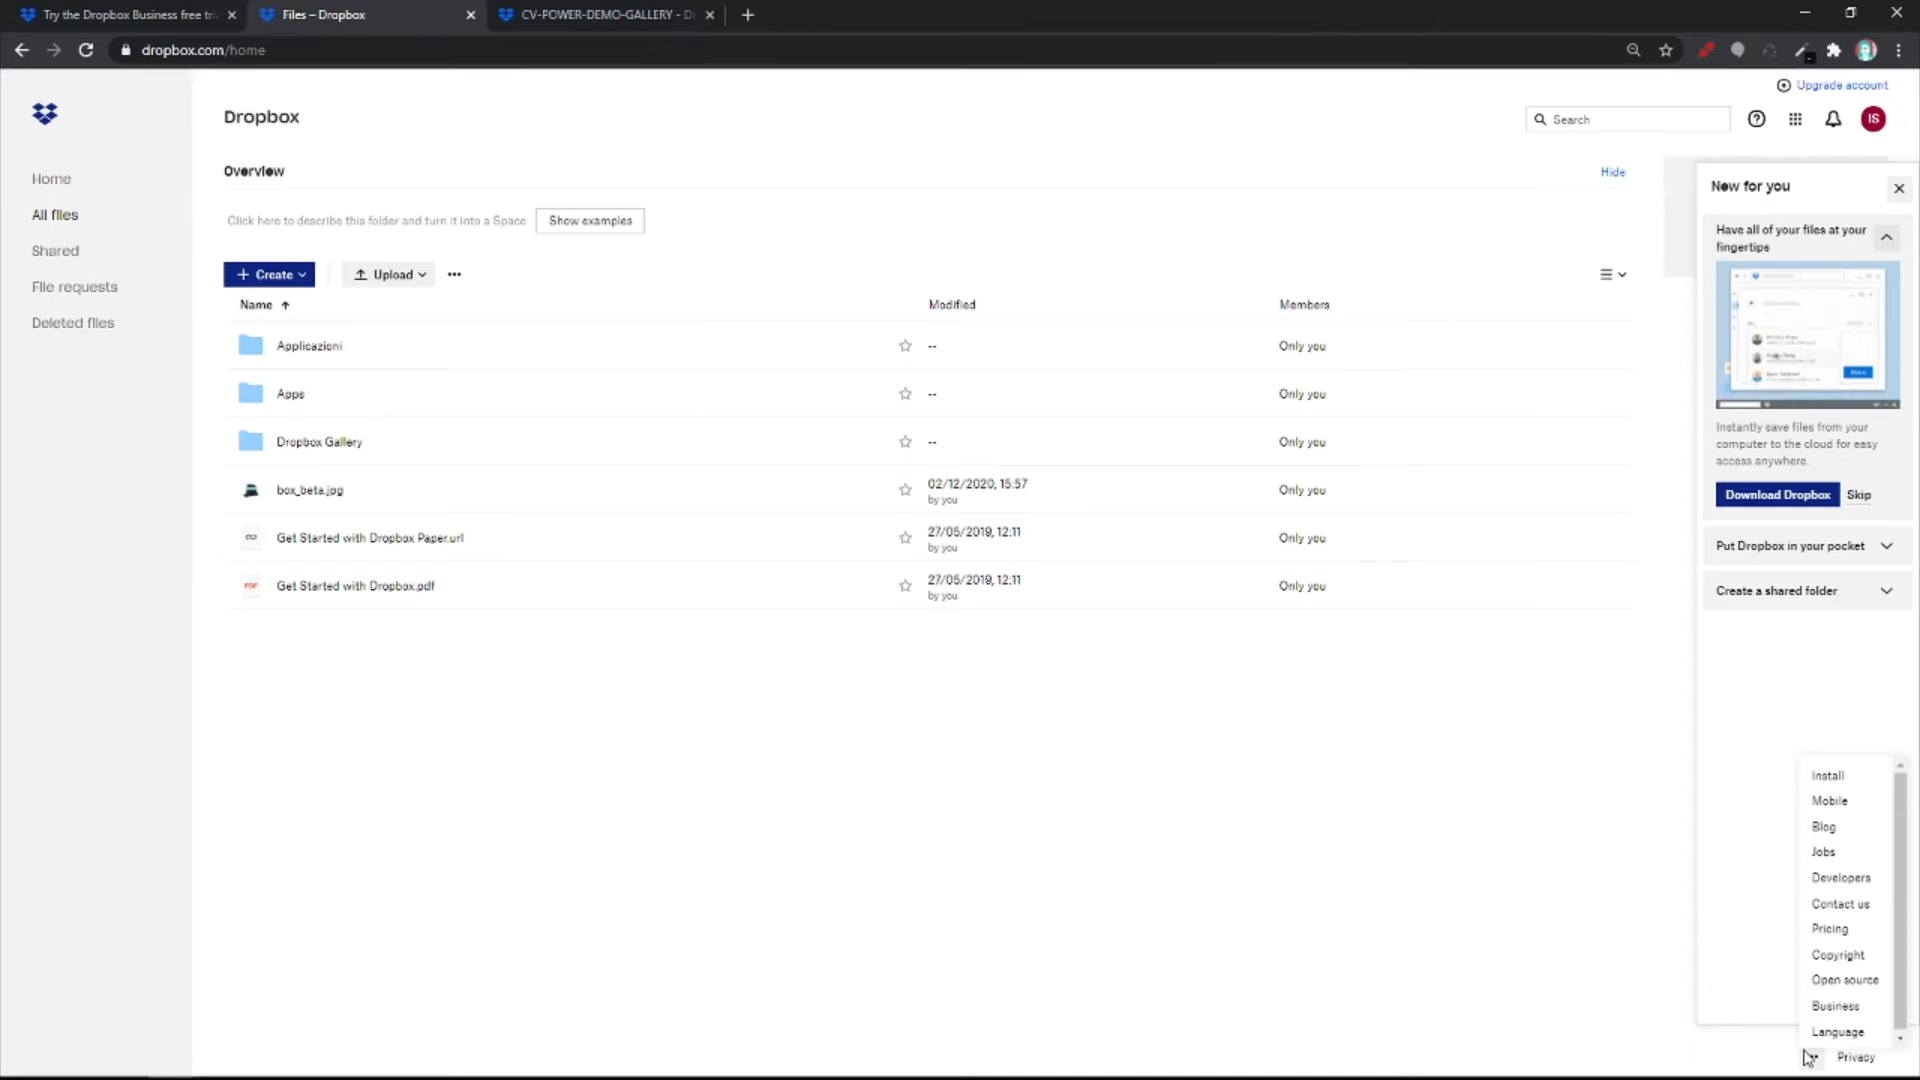 Try the Dropbox Business free tri
Files – Dropbox
CV-POWER-DEMO-GALLERY - D
dropbox.com/home
Upgrade account
Dropbox
Search
IS
Overview
Hide
Click here to describe this folder and turn it into a Space
Show examples
Home
All files
Shared
File requests
Deleted files
Create
Upload
Name
Modified
Members
Applicazioni
--
Only you
Apps
--
Only you
Dropbox Gallery
--
Only you
box_beta.jpg
02/12/2020, 15:57
by you
Only you
Get Started with Dropbox Paper.url
27/05/2019, 12:11
by you
Only you
PDF
Get Started with Dropbox.pdf
27/05/2019, 12:11
by you
Only you
New for you
Have all of your files at your
fingertips
Instantly save files from your
computer to the cloud for easy
access anywhere.
Download Dropbox
Skip
Put Dropbox in your pocket
Create a shared folder
Install
Mobile
Blog
Jobs
Developers
Contact us
Pricing
Copyright
Open source
Business
Language
Privacy